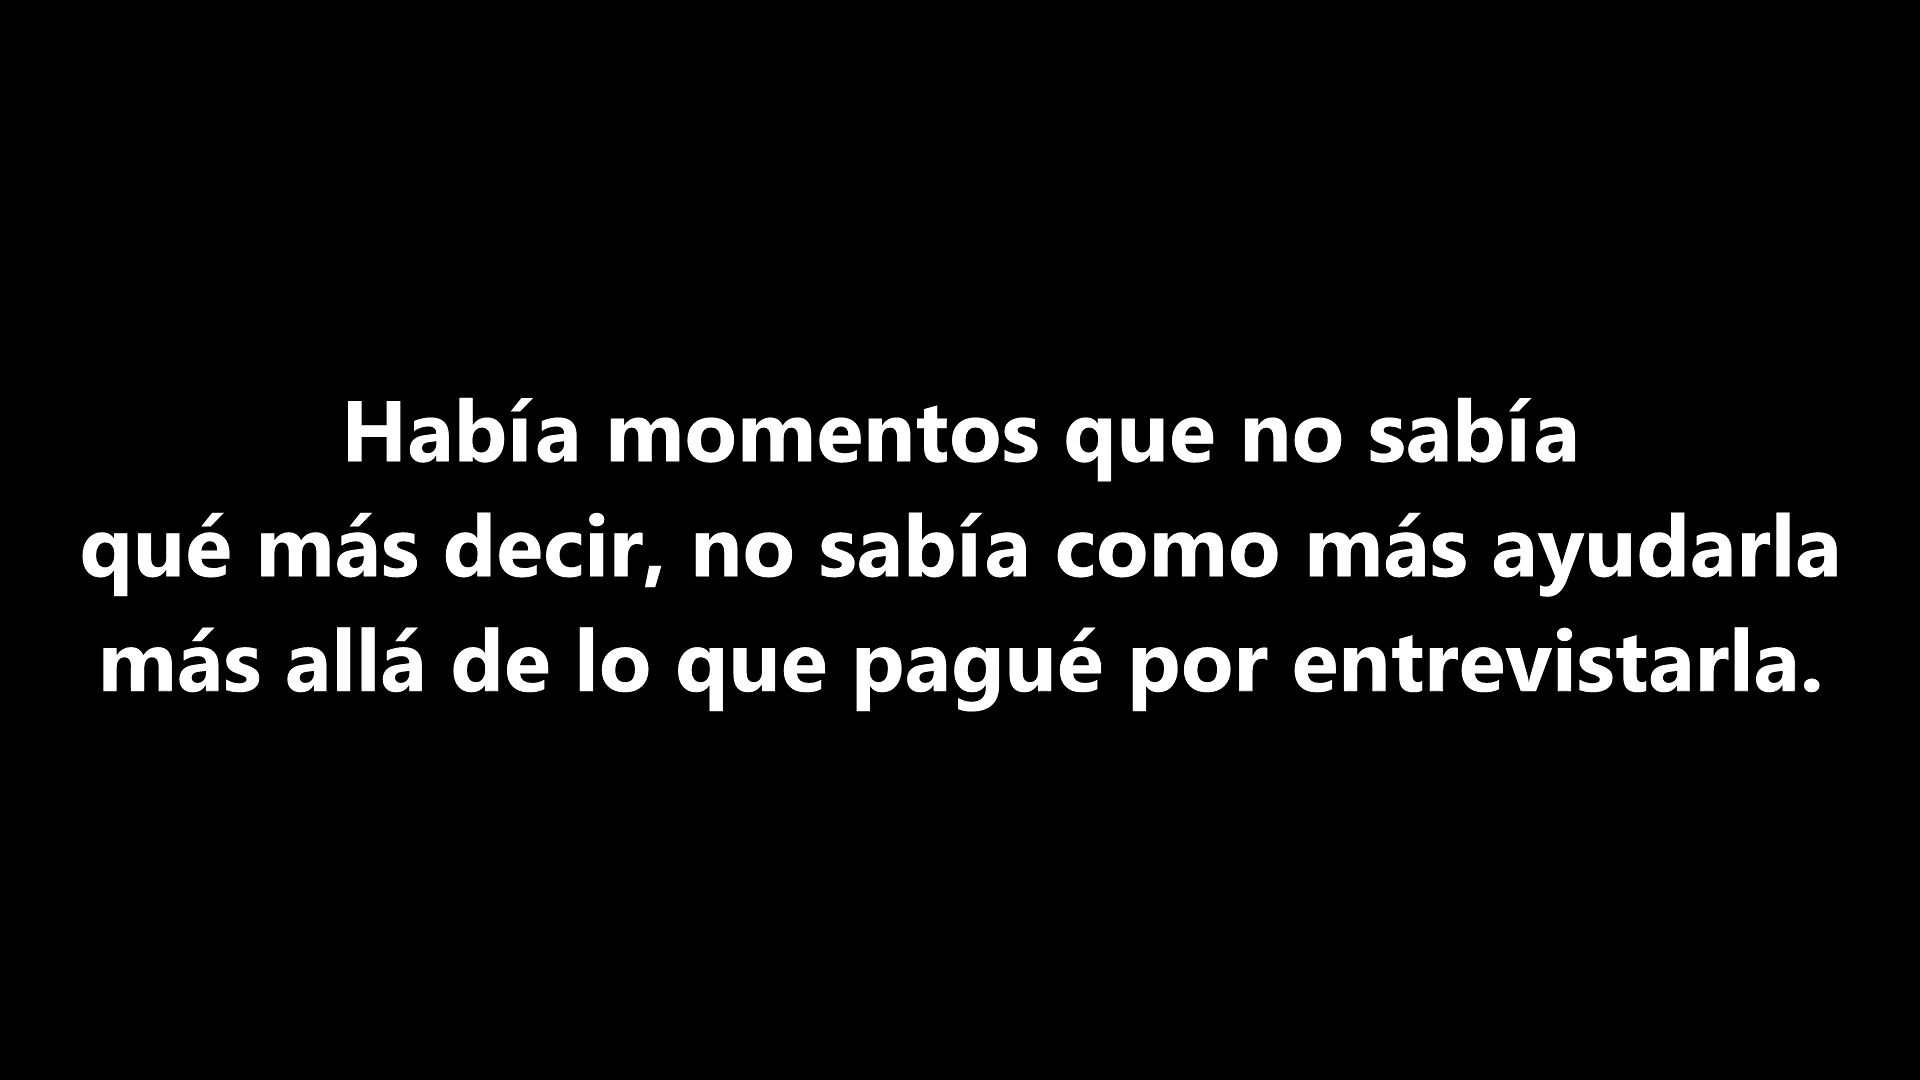 Había momentos que no sabía
qué más decir, no sabía como más ayudarla
más allá de lo que pagué por entrevistarla.